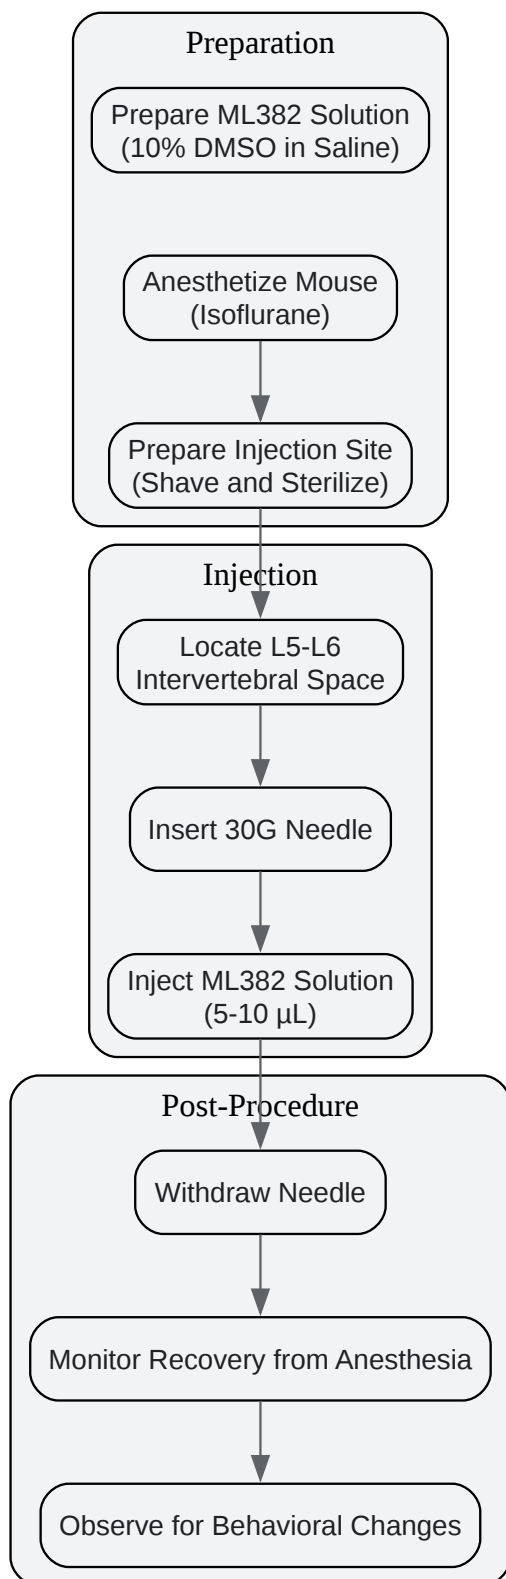 Preparation
Prepare ML382 Solution
(10% DMSO in Saline)
Anesthetize Mouse
(Isoflurane)
Prepare Injection Site
(Shave and Sterilize)
Injection
Locate L5-L6
Intervertebral Space
Insert 30G Needle
Inject ML382 Solution
(5-10 µL)
Post-Procedure
Withdraw Needle
Monitor Recovery from Anesthesia
Observe for Behavioral Changes